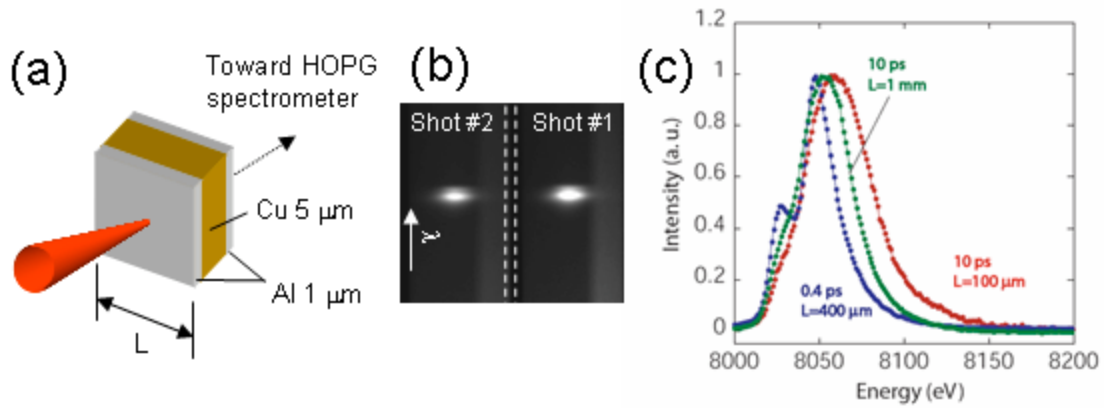 (a)
Toward HOPG
spectrometer
Cu 5 μm
Al 1 μm
L
(b)
Shot #2
Shot #1
(c)
1.2
1
0.8
0.6
0.4
0.2
0
Intensity (a. u.)
10 ps
L=1 mm
10 ps
L=100 μm
0.4 ps
L=400 μm
8000 8050 8100 8150 8200
Energy (eV)